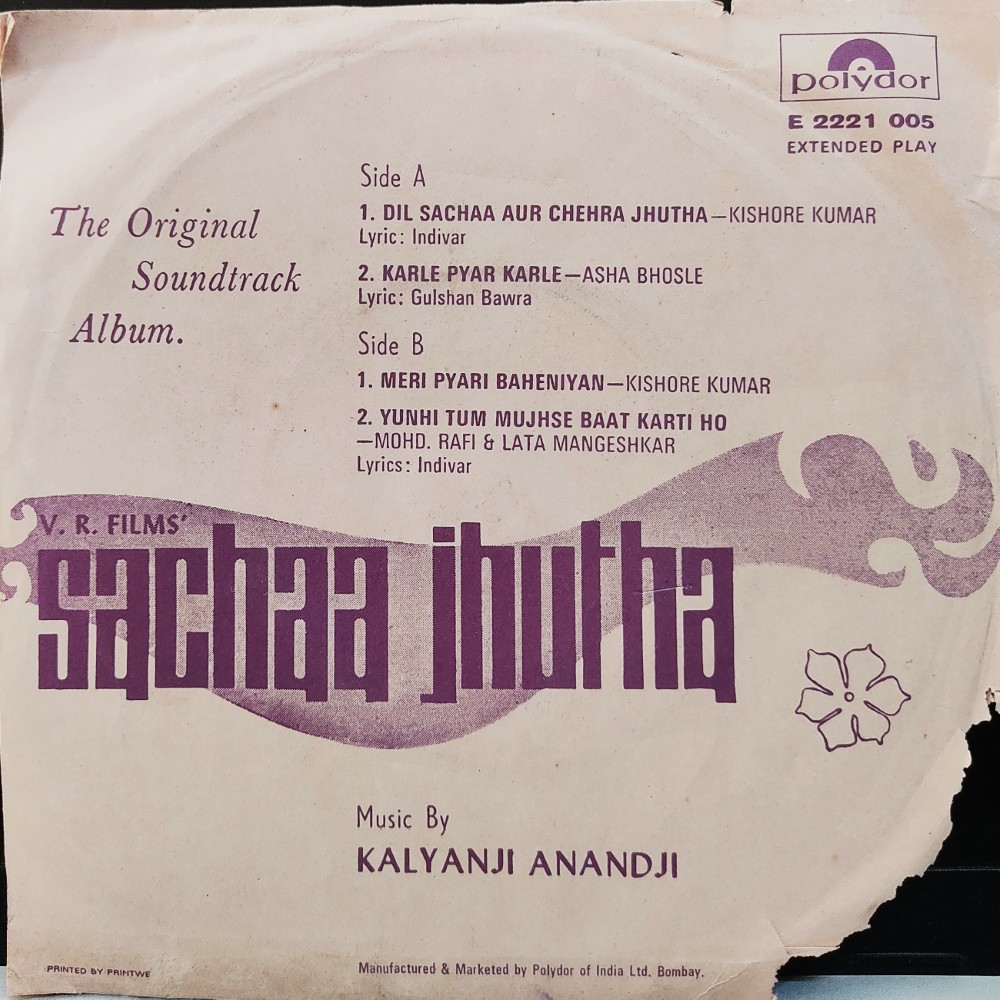 polydor
E 2221 005
EXTENDED PLAY
The Original
Soundtrack
Album.
Side A
1. DIL SACHAA AUR CHEHRA JHUTHA—KISHORE KUMAR
Lyric: Indivar
2. KARLE PYAR KARLE—ASHA BHOSLE
Lyric: Gulshan Bawra
Side B
1. MERI PYARI BAHENIYAN—KISHORE KUMAR
2. YUNHI TUM MUJHSE BAAT KARTI HO
—MOHD. RAFI & LATA MANGESHKAR
Lyrics: Indivar
V. R. FILMS'
sachaa jhutha
Music By
KALYANJI ANANDJI
PRINTED BY PRINTWE
Manufactured & Marketed by Polydor of India Ltd. Bombay.